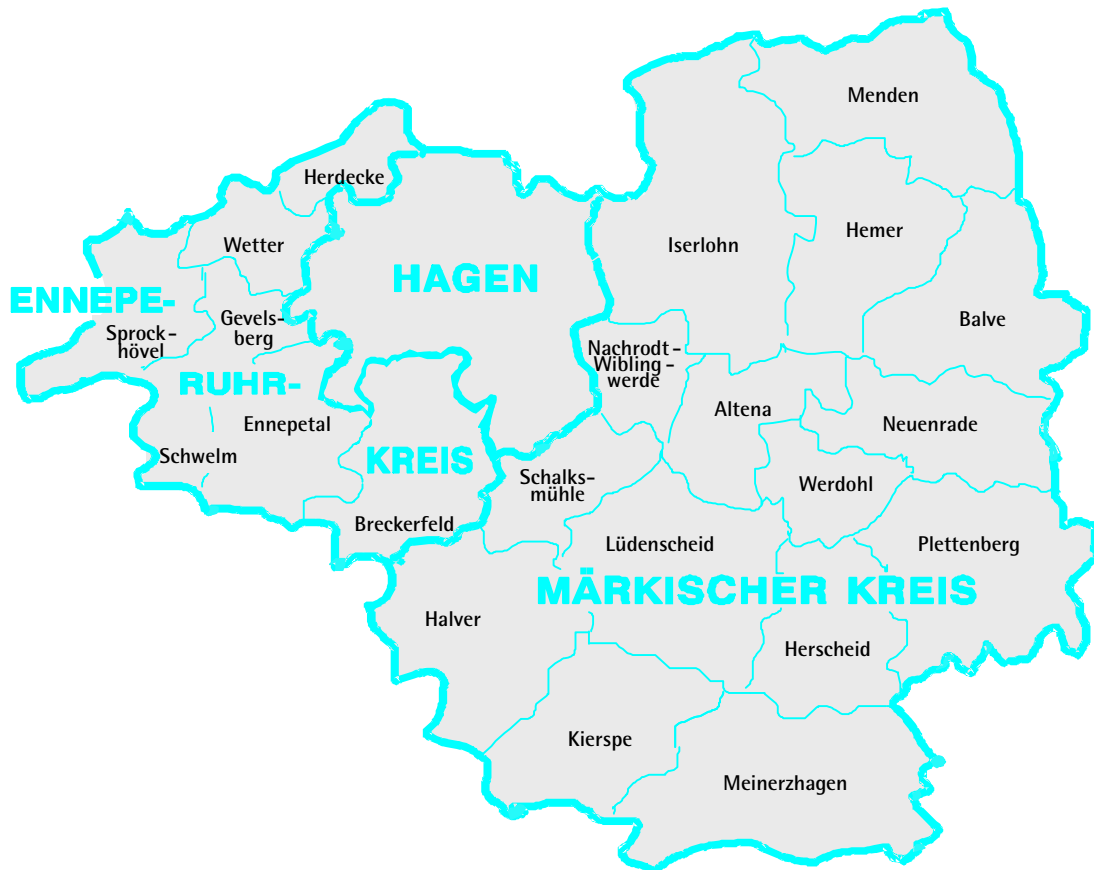 Menden
Herdecke
Hemer
Wetter
Iserlohn
HAGEN
ENNEPE-
Gevels-
berg
Balve
Sprock-
hövel
Nachrodt-
Wibling-
werde
RUHR-
Altena
Ennepetal
Neuenrade
Schwelm
KREIS
Schalks-
mühle
Werdohl
Breckerfeld
Lüdenscheid
Plettenberg
MÄRKISCHER KREIS
Halver
Herscheid
Kierspe
Meinerzhagen